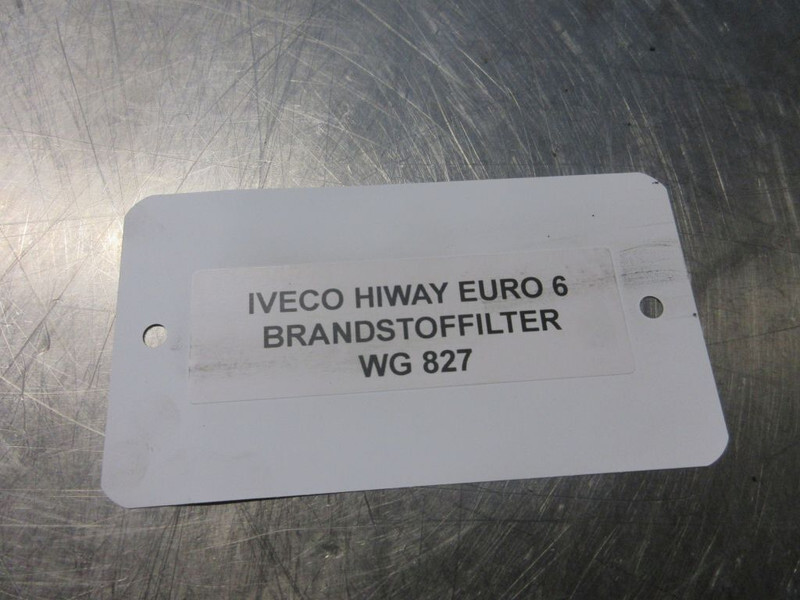 IVECO HIWAY EURO 6
BRANDSTOFFILTER
WG 827